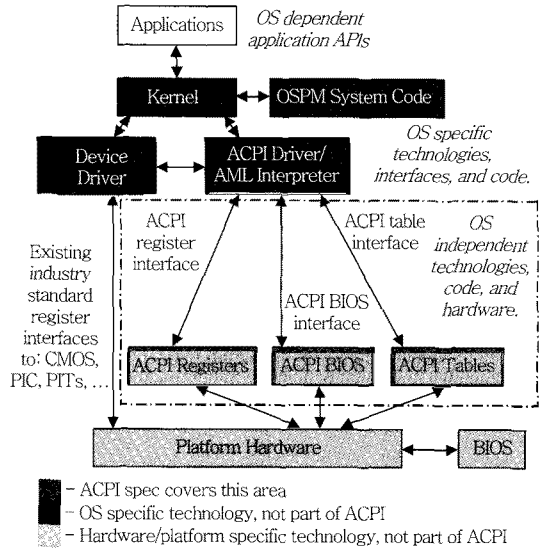 Applications
OS dependent
application APIs
Kernel
OSPM System Code
OS specific
technologies,
interfaces, and code.
Device
Driver
ACPI Driver/
AML Interpreter
Existing
industry
standard
register
interfaces
to: CMOS,
PIC, PITs, ...
ACPI
register
interface
ACPI BIOS
interface
ACPI table
interface
OS
independent
technologies,
code, and
hardware.
ACPI Registers
ACPI BIOS
ACPI Tables
Platform Hardware
BIOS
- ACPI spec covers this area
- OS specific technology, not part of ACPI
- Hardware/platform specific technology, not part of ACPI